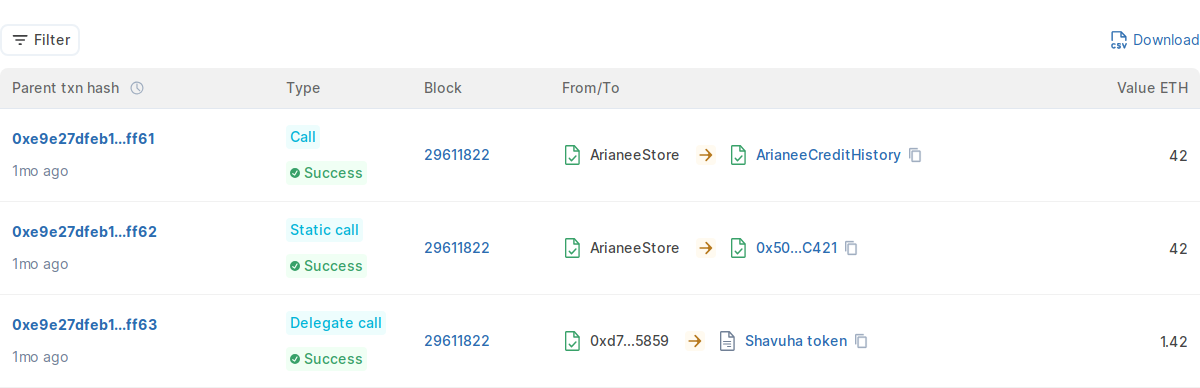 Filter
CSV Download
Parent txn hash Type Block From/To Value ETH
0xe9e27dfeb1...ff61 Call
1mo ago Success 29611822 ArianeeStore → ArianeeCreditHistory 42
0xe9e27dfeb1...ff62 Static call
1mo ago Success 29611822 ArianeeStore → 0x50...C421 42
0xe9e27dfeb1...ff63 Delegate call
1mo ago Success 29611822 0xd7...5859 → Shavuha token 1.42